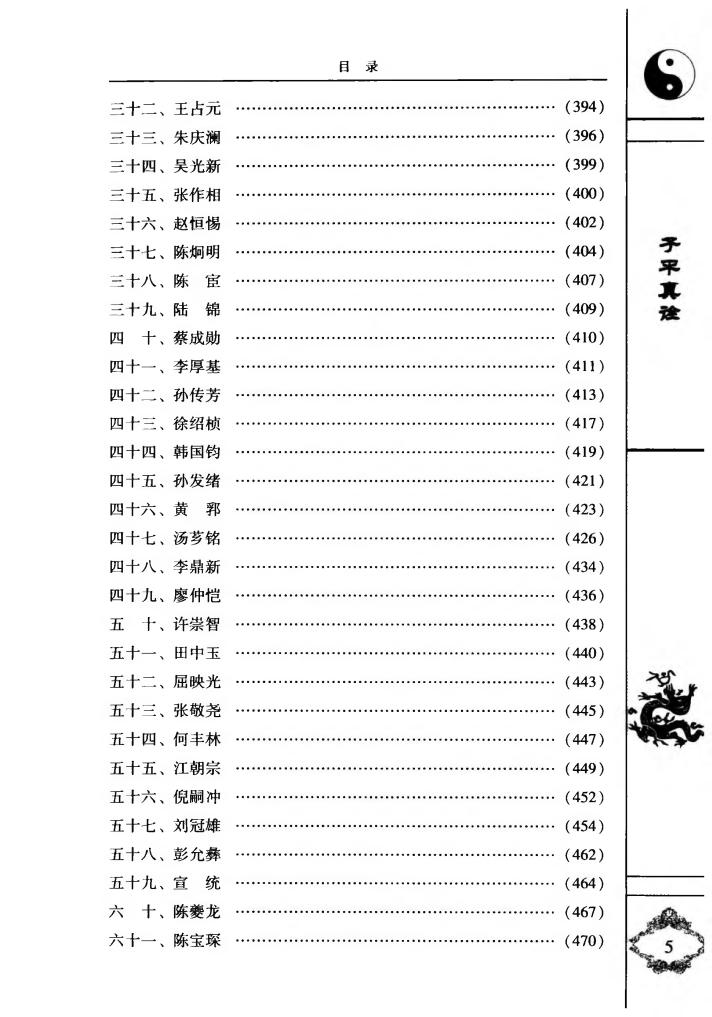 目 录
三十二、王占元 ………………………………………………… (394)
三十三、朱庆澜 ………………………………………………… (396)
三十四、吴光新 ………………………………………………… (399)
三十五、张作相 ………………………………………………… (400)
三十六、赵恒惕 ………………………………………………… (402)
三十七、陈炯明 ………………………………………………… (404)
三十八、陈 宧 ………………………………………………… (407)
三十九、陆 锦 ………………………………………………… (409)
四 十、蔡成勋 ………………………………………………… (410)
四十一、李厚基 ………………………………………………… (411)
四十二、孙传芳 ………………………………………………… (413)
四十三、徐绍桢 ………………………………………………… (417)
四十四、韩国钧 ………………………………………………… (419)
四十五、孙发绪 ………………………………………………… (421)
四十六、黄 郛 ………………………………………………… (423)
四十七、汤芗铭 ………………………………………………… (426)
四十八、李鼎新 ………………………………………………… (434)
四十九、廖仲恺 ………………………………………………… (436)
五 十、许崇智 ………………………………………………… (438)
五十一、田中玉 ………………………………………………… (440)
五十二、屈映光 ………………………………………………… (443)
五十三、张敬尧 ………………………………………………… (445)
五十四、何丰林 ………………………………………………… (447)
五十五、江朝宗 ………………………………………………… (449)
五十六、倪嗣冲 ………………………………………………… (452)
五十七、刘冠雄 ………………………………………………… (454)
五十八、彭允彝 ………………………………………………… (462)
五十九、宣 统 ………………………………………………… (464)
六 十、陈夔龙 ………………………………………………… (467)
六十一、陈宝琛 ………………………………………………… (470)
子平真诠
5